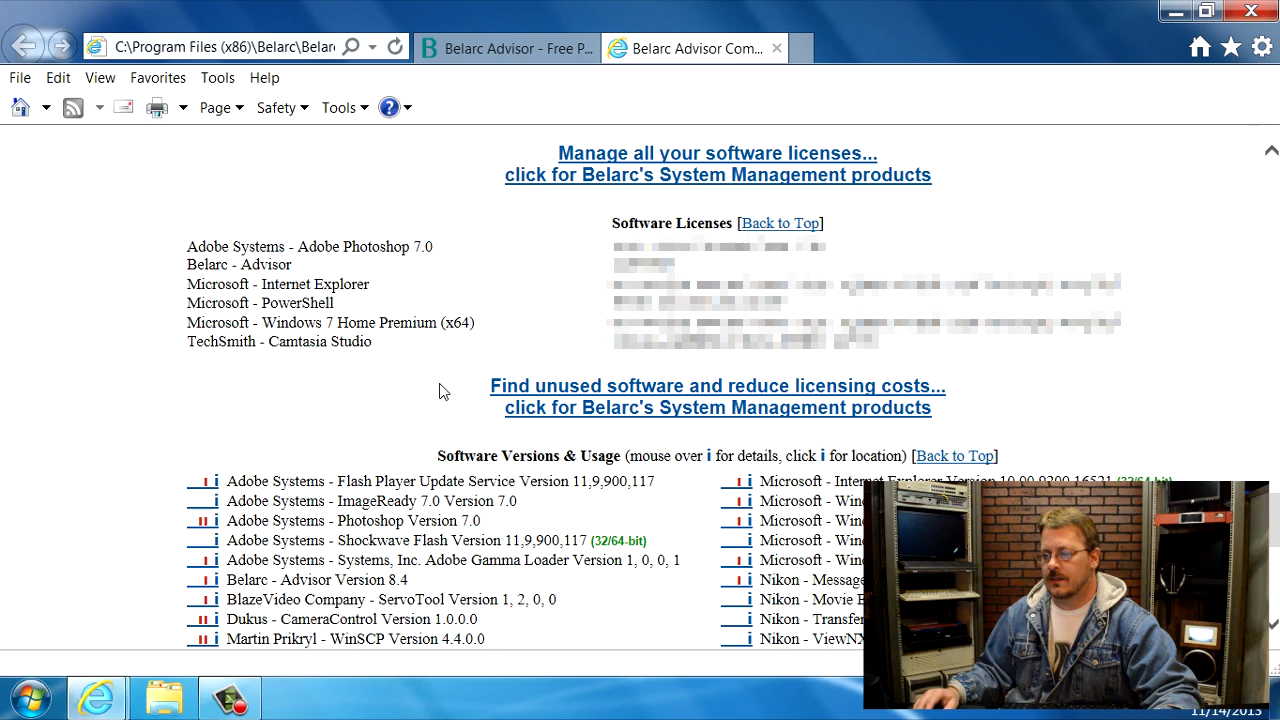 C:\Program Files (x86)\Belarc\Belarc
Belarc Advisor - Free P...
Belarc Advisor Com...
File Edit View Favorites Tools Help
Page Safety Tools
Manage all your software licenses...
click for Belarc's System Management products
Software Licenses [Back to Top]
Adobe Systems - Adobe Photoshop 7.0
Belarc - Advisor
Microsoft - Internet Explorer
Microsoft - PowerShell
Microsoft - Windows 7 Home Premium (x64)
TechSmith - Camtasia Studio
Find unused software and reduce licensing costs...
click for Belarc's System Management products
Software Versions & Usage (mouse over i for details, click i for location) [Back to Top]
i Adobe Systems - Flash Player Update Service Version 11,9,900,117
i Adobe Systems - ImageReady 7.0 Version 7.0
i Adobe Systems - Photoshop Version 7.0
i Adobe Systems - Shockwave Flash Version 11,9,900,117 (32/64-bit)
i Adobe Systems - Systems, Inc. Adobe Gamma Loader Version 1, 0, 0, 1
i Belarc - Advisor Version 8.4
i BlazeVideo Company - ServoTool Version 1, 2, 0, 0
i Dukus - CameraControl Version 1.0.0.0
i Martin Prikryl - WinSCP Version 4.4.0.0
i Microsoft - Internet Explorer Version 10.00.9200.16521 (32/64-bit)
i Microsoft - Win
i Microsoft - Win
i Microsoft - Win
i Microsoft - Win
i Nikon - Message
i Nikon - Movie E
i Nikon - Transfer
i Nikon - ViewNX
11/14/2013